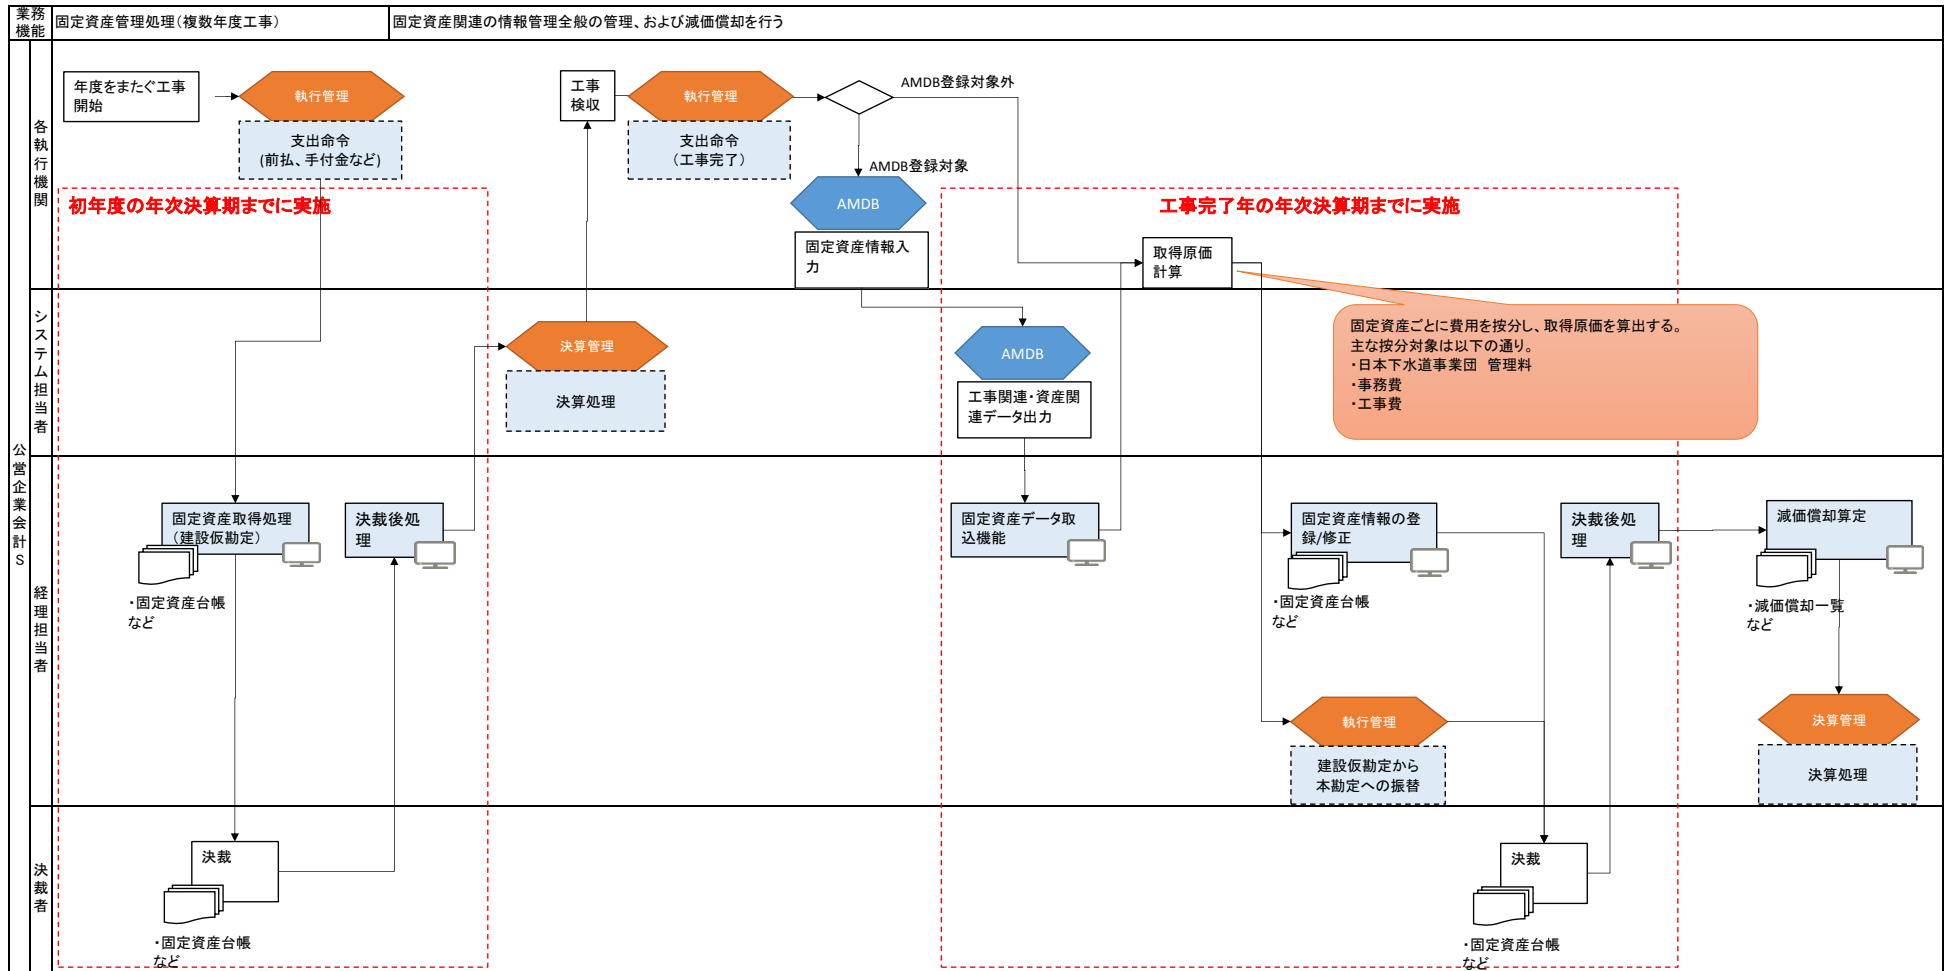 業務
機能
固定資産管理処理（複数年度工事）
固定資産関連の情報管理全般の管理、および減価償却を行う
公営企業会計S
各執行機関
年度をまたぐ工事
開始
執行管理
支出命令
(前払、手付金など)
工事
検収
執行管理
支出命令
（工事完了）
AMDB登録対象外
AMDB登録対象
AMDB
固定資産情報入
力
初年度の年次決算期までに実施
工事完了年の年次決算期までに実施
取得原価
計算
システム担当者
決算管理
決算処理
AMDB
工事関連・資産関
連データ出力
固定資産ごとに費用を按分し、取得原価を算出する。
主な按分対象は以下の通り。
・日本下水道事業団　管理料
・事務費
・工事費
経理担当者
固定資産取得処理
（建設仮勘定）
・固定資産台帳
など
決裁後処
理
固定資産データ取
込機能
固定資産情報の登
録/修正
・固定資産台帳
など
決裁後処
理
減価償却算定
・減価償却一覧
など
執行管理
建設仮勘定から
本勘定への振替
決算管理
決算処理
決裁者
決裁
・固定資産台帳
など
決裁
・固定資産台帳
など